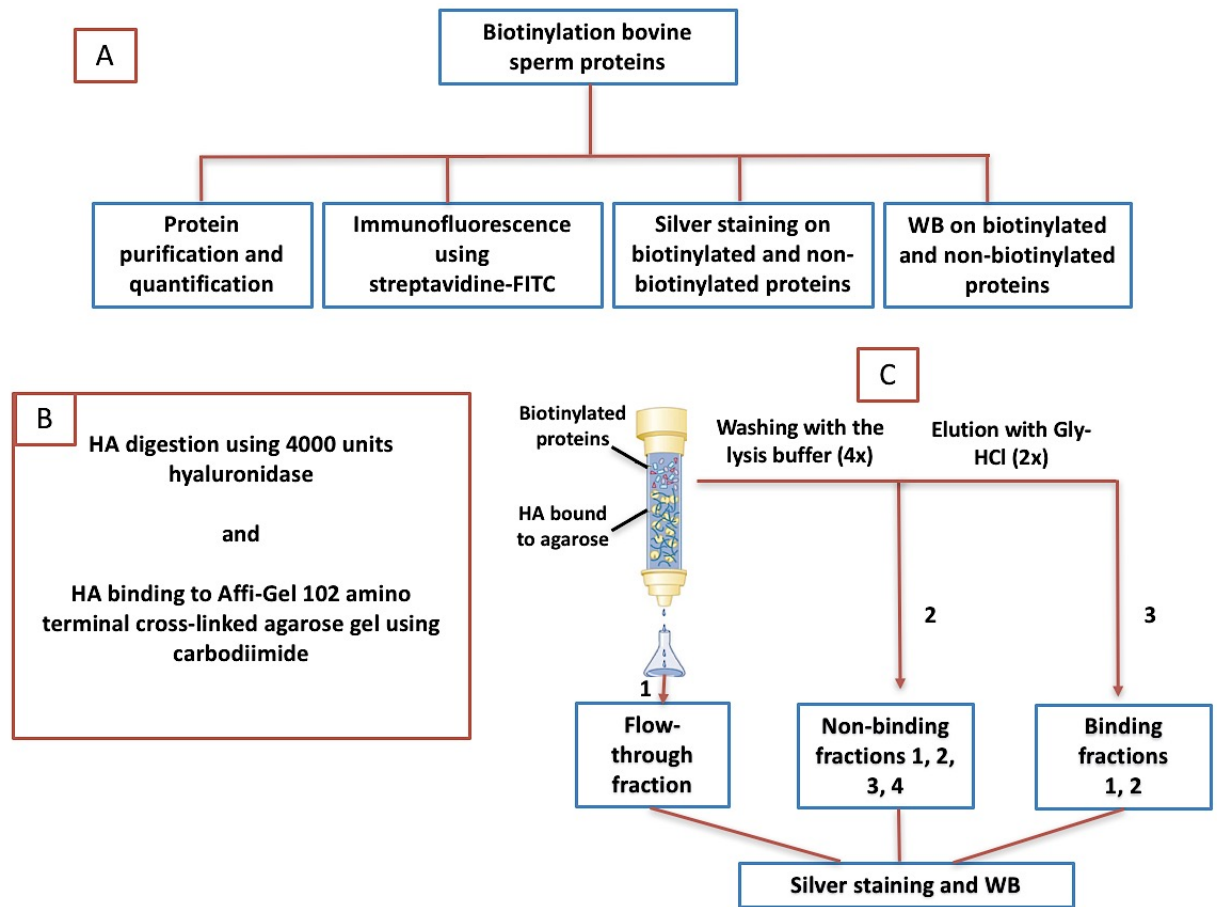 A
Biotinylation bovine
sperm proteins
Protein
purification and
quantification
Immunofluorescence
using
streptavidine-FITC
Silver staining on
biotinylated and non-
biotinylated proteins
WB on biotinylated
and non-biotinylated
proteins
B
HA digestion using 4000 units
hyaluronidase
and
HA binding to Affi-Gel 102 amino
terminal cross-linked agarose gel using
carbodiimide
C
Biotinylated
proteins
HA bound
to agarose
Washing with the
lysis buffer (4x)
Elution with Gly-
HCl (2x)
1
2
3
Flow-
through
fraction
Non-binding
fractions 1, 2,
3, 4
Binding
fractions
1, 2
Silver staining and WB